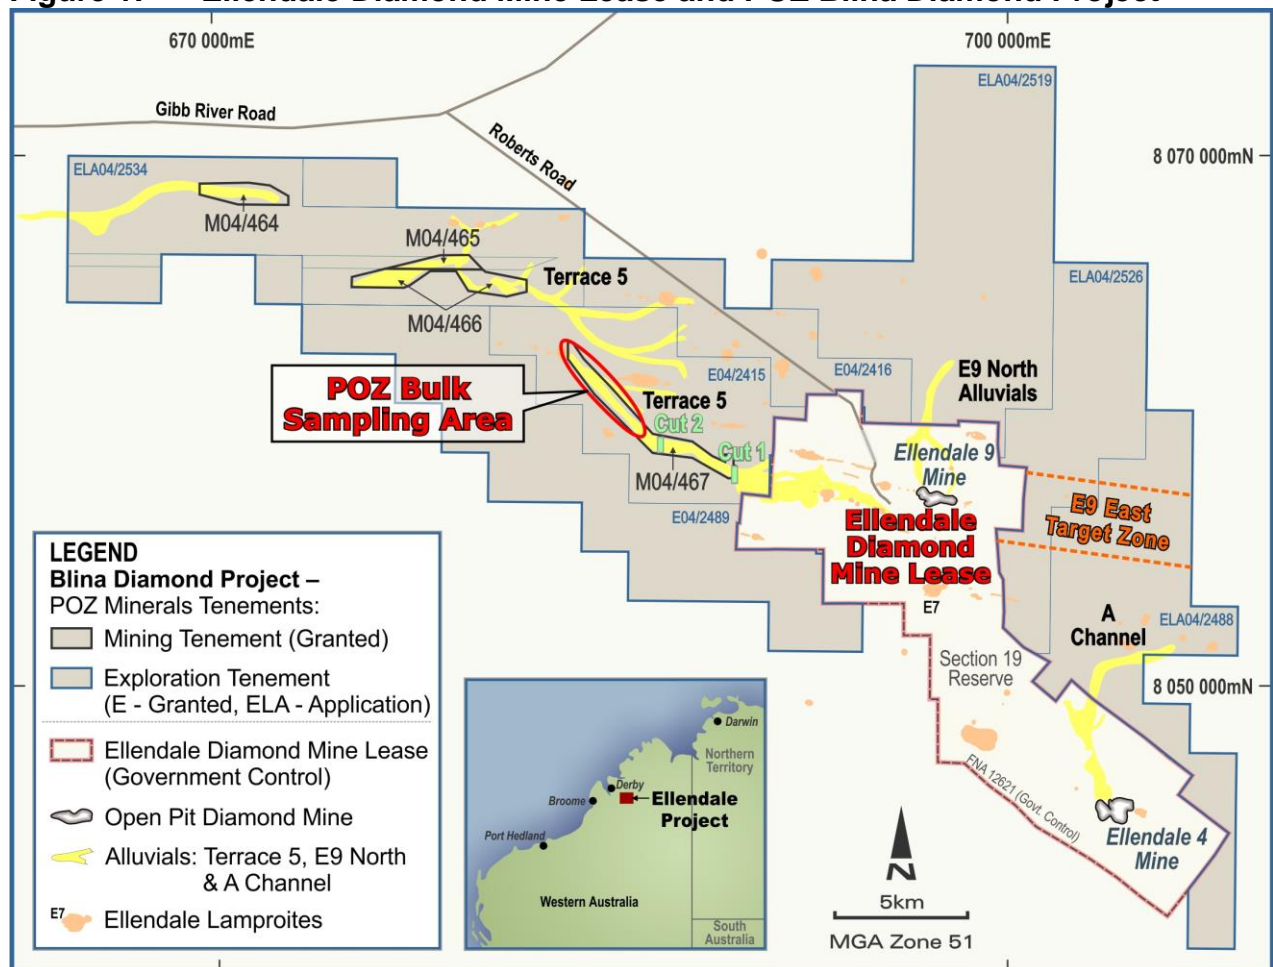 670 000mE
700 000mE
ELA04/2519
Gibb River Road
Roberts Road
8 070 000mN
ELA04/2534
M04/464
M04/465
Terrace 5
ELA04/2526
M04/466
E04/2415
E04/2416
E9 North
Alluvials
POZ Bulk
Sampling Area
Terrace 5
Cut 2
Cut 1
Ellendale 9
Mine
M04/467
E04/2489
E9 East
Target Zone
Ellendale
Diamond
Mine Lease
E7
A
Channel
ELA04/2488
Section 19
Reserve
8 050 000mN
FNA 12621 (Govt. Control)
Ellendale 4
Mine
LEGEND
Blina Diamond Project –
POZ Minerals Tenements:
Mining Tenement (Granted)
Exploration Tenement
(E - Granted, ELA - Application)
Ellendale Diamond Mine Lease
(Government Control)
Open Pit Diamond Mine
Alluvials: Terrace 5, E9 North
& A Channel
E7
Ellendale Lamproites
Darwin
Northern
Territory
Derby
Broome
Ellendale
Project
Port Hedland
Western Australia
South
Australia
N
5km
MGA Zone 51